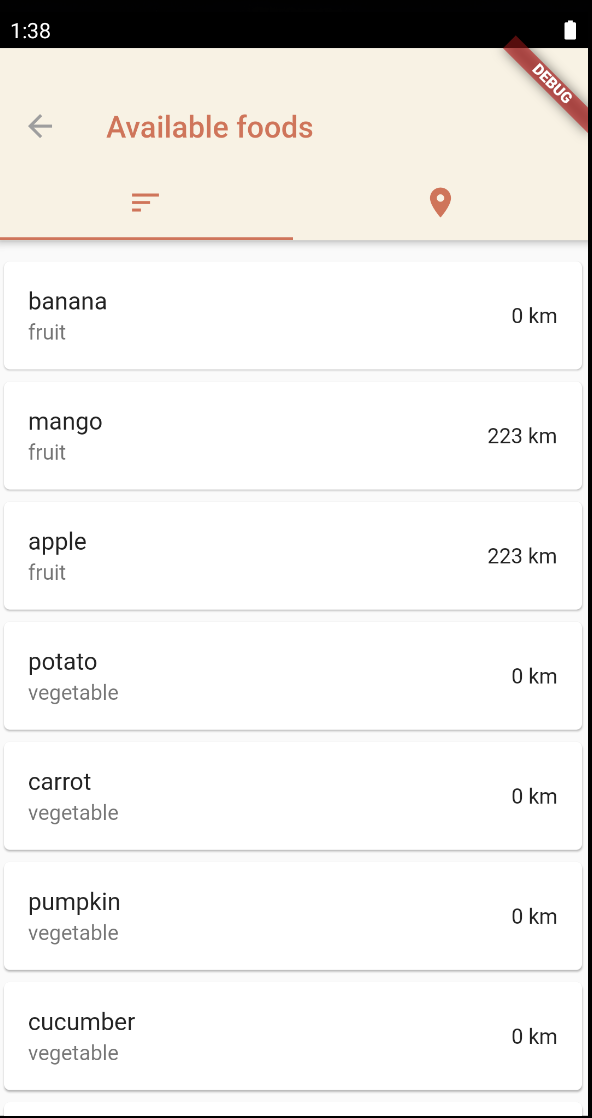 1:38
DEBUG
Available foods
banana
fruit
0 km
mango
fruit
223 km
apple
fruit
223 km
potato
vegetable
0 km
carrot
vegetable
0 km
pumpkin
vegetable
0 km
cucumber
vegetable
0 km